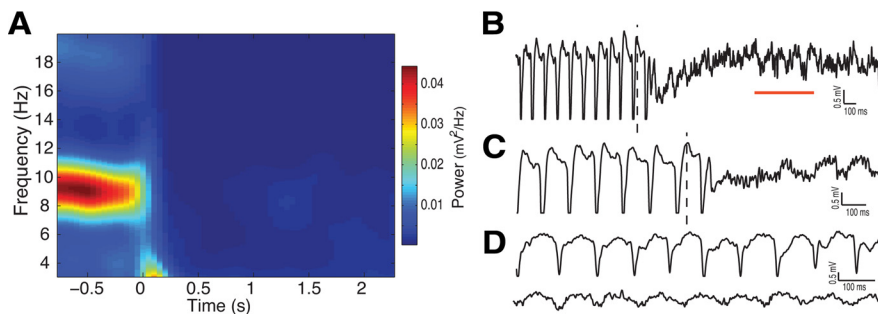 A
Frequency (Hz)
18
16
14
12
10
8
6
4
−0.5
0
0.5
1
1.5
2
Time (s)
0.04
0.03
0.02
0.01
Power (mV²/Hz)
B
0.5 mV
100 ms
C
0.5 mV
100 ms
D
0.5 mV
100 ms